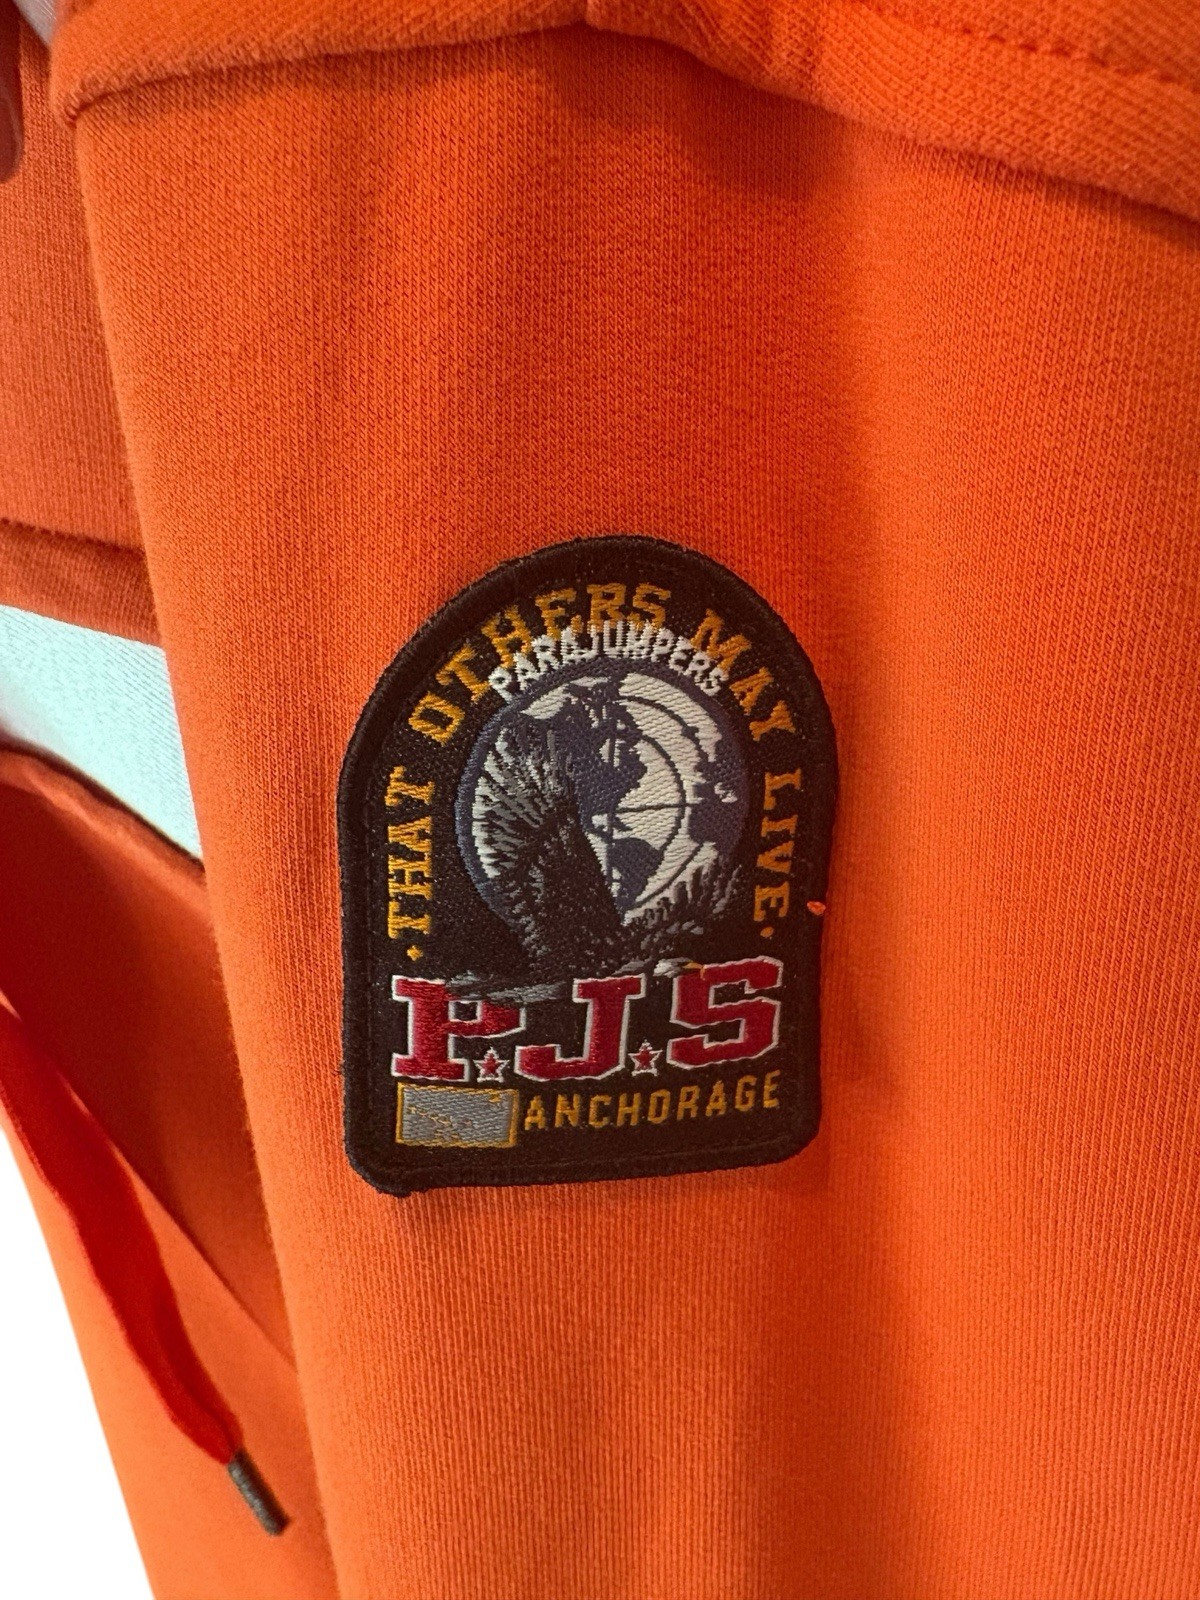 ·THAT OTHERS MAY LIVE·
PARAJUMPERS
P.J.S
ANCHORAGE